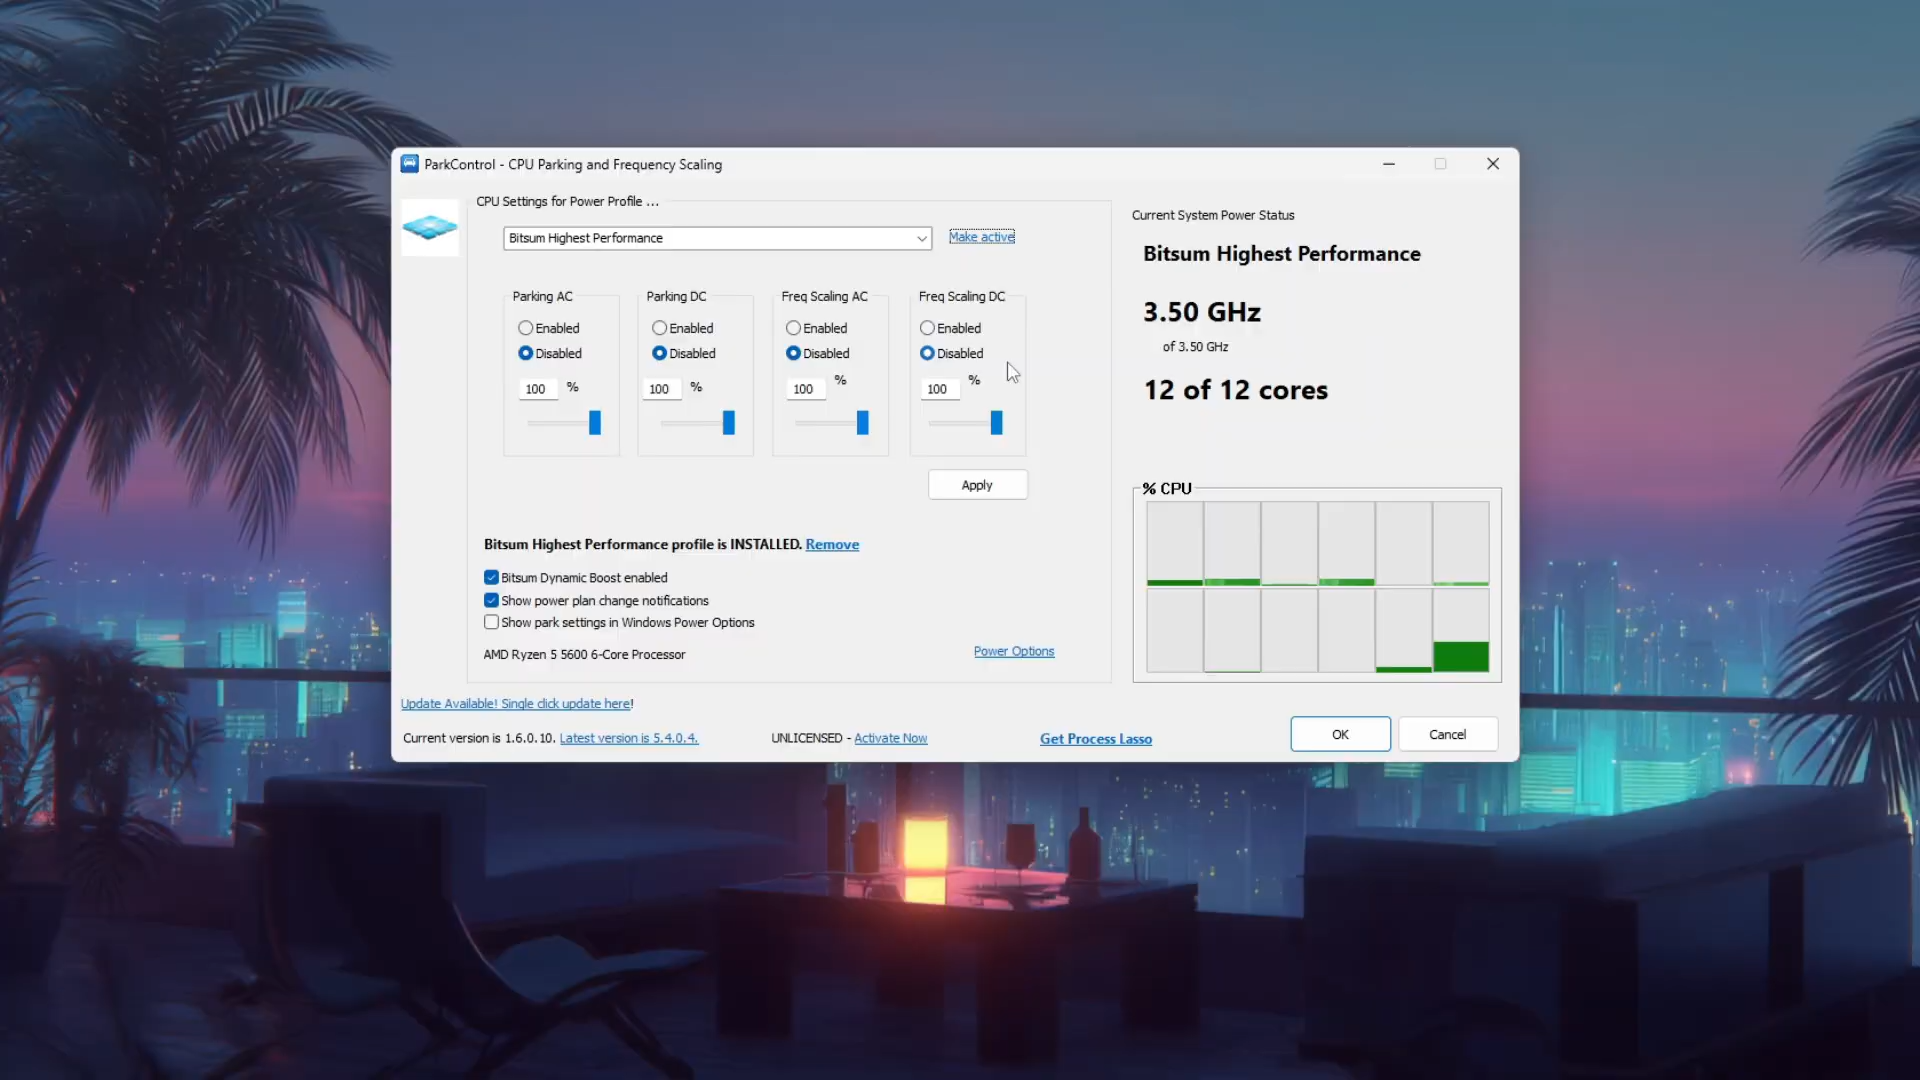 ParkControl - CPU Parking and Frequency Scaling
CPU Settings for Power Profile ...
Bitsum Highest Performance
Make active
Parking AC
Enabled
Disabled
100 %
Parking DC
Enabled
Disabled
100 %
Freq Scaling AC
Enabled
Disabled
100 %
Freq Scaling DC
Enabled
Disabled
100 %
Apply
Bitsum Highest Performance profile is INSTALLED. Remove
Bitsum Dynamic Boost enabled
Show power plan change notifications
Show park settings in Windows Power Options
AMD Ryzen 5 5600 6-Core Processor
Power Options
Current System Power Status
Bitsum Highest Performance
3.50 GHz
of 3.50 GHz
12 of 12 cores
% CPU
Update Available! Single click update here!
Current version is 1.6.0.10. Latest version is 5.4.0.4.
UNLICENSED - Activate Now
Get Process Lasso
OK
Cancel